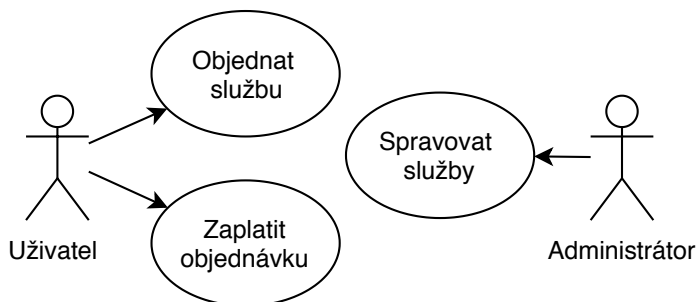 Objednat
službu
Spravovat
služby
Zaplatit
objednávku
Uživatel
Administrátor